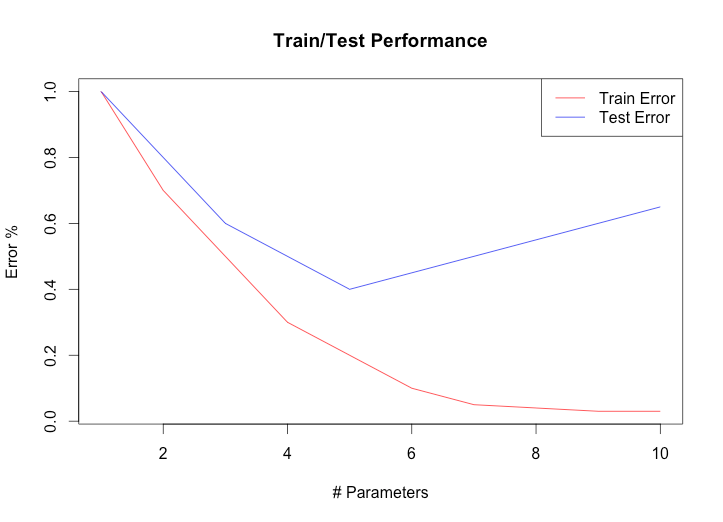 Train/Test Performance
Train Error
Test Error
Error %
1.0
0.8
0.6
0.4
0.2
0.0
2 4 6 8 10
# Parameters